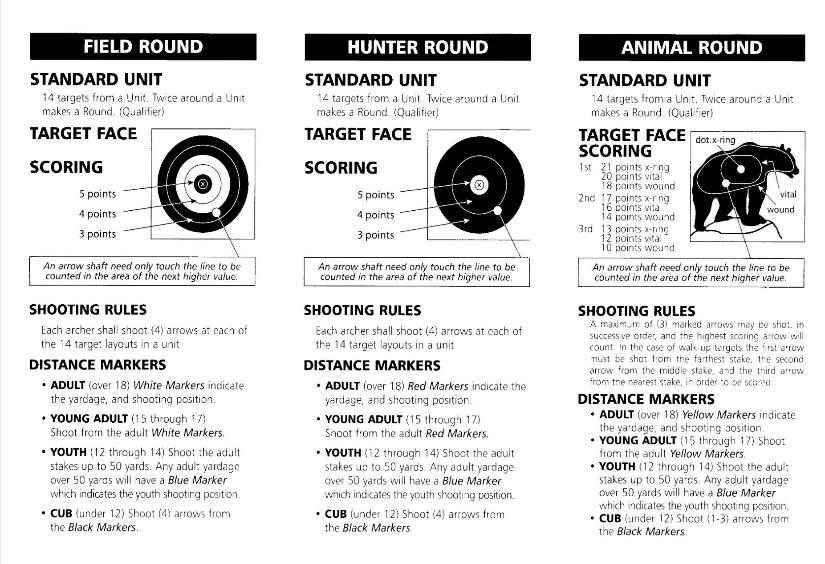 FIELD ROUND
STANDARD UNIT
14 targets from a Unit. Twice around a Unit
makes a Round. (Qualifier)
TARGET FACE
SCORING
5 points
4 points
3 points
X
An arrow shaft need only touch the line to be
counted in the area of the next higher value.
SHOOTING RULES
Each archer shall shoot (4) arrows at each of
the 14 target layouts in a unit
DISTANCE MARKERS
• ADULT (over 18) White Markers indicate
the yardage, and shooting position.
• YOUNG ADULT (15 through 17)
Shoot from the adult White Markers.
• YOUTH (12 through 14) Shoot the adult
stakes up to 50 yards. Any adult yardage
over 50 yards will have a Blue Marker
which indicates the youth shooting position.
• CUB (under 12) Shoot (4) arrows from
the Black Markers.
HUNTER ROUND
STANDARD UNIT
14 targets from a Unit. Twice around a Unit
makes a Round. (Qualifier)
TARGET FACE
SCORING
5 points
4 points
3 points
X
An arrow shaft need only touch the line to be
counted in the area of the next higher value.
SHOOTING RULES
Each archer shall shoot (4) arrows at each of
the 14 target layouts in a unit
DISTANCE MARKERS
• ADULT (over 18) Red Markers indicate the
yardage, and shooting position.
• YOUNG ADULT (15 through 17)
Shoot from the adult Red Markers.
• YOUTH (12 through 14) Shoot the adult
stakes up to 50 yards. Any adult yardage
over 50 yards will have a Blue Marker
which indicates the youth shooting position.
• CUB (under 12) Shoot (4) arrows from
the Black Markers.
ANIMAL ROUND
STANDARD UNIT
14 targets from a Unit. Twice around a Unit
makes a Round. (Qualifier)
TARGET FACE
SCORING
1st 21 points x-ring
20 points vital
18 points wound
2nd 17 points x-ring
16 points vita
14 points wound
3rd 13 points x-ring
12 points vital
10 points wound
dot:x-ring
vital
wound
An arrow shaft need only touch the line to be
counted in the area of the next higher value.
SHOOTING RULES
A maximum of (3) marked arrows may be shot, in
successive order, and the highest scoring arrow will
count. In the case of walk-up targets the first arrow
must be shot from the farthest stake, the second
arrow from the middle stake, and the third arrow
from the nearest stake, in order to be scored.
DISTANCE MARKERS
• ADULT (over 18) Yellow Markers indicate
the yardage, and shooting position.
• YOUNG ADULT (15 through 17) Shoot
from the adult Yellow Markers.
• YOUTH (12 through 14) Shoot the adult
stakes up to 50 yards. Any adult yardage
over 50 yards will have a Blue Marker
which indicates the youth shooting position.
• CUB (under 12) Shoot (1-3) arrows from
the Black Markers.